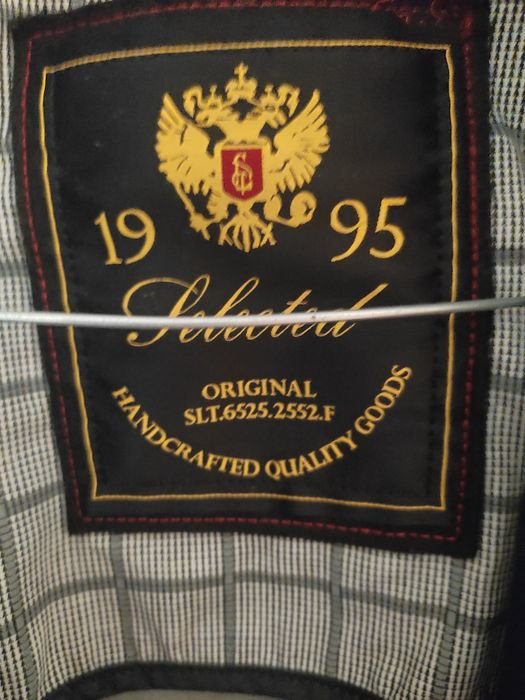 19 95
Selected
ORIGINAL
SLT.6525.2552.F
HANDCRAFTED QUALITY GOODS